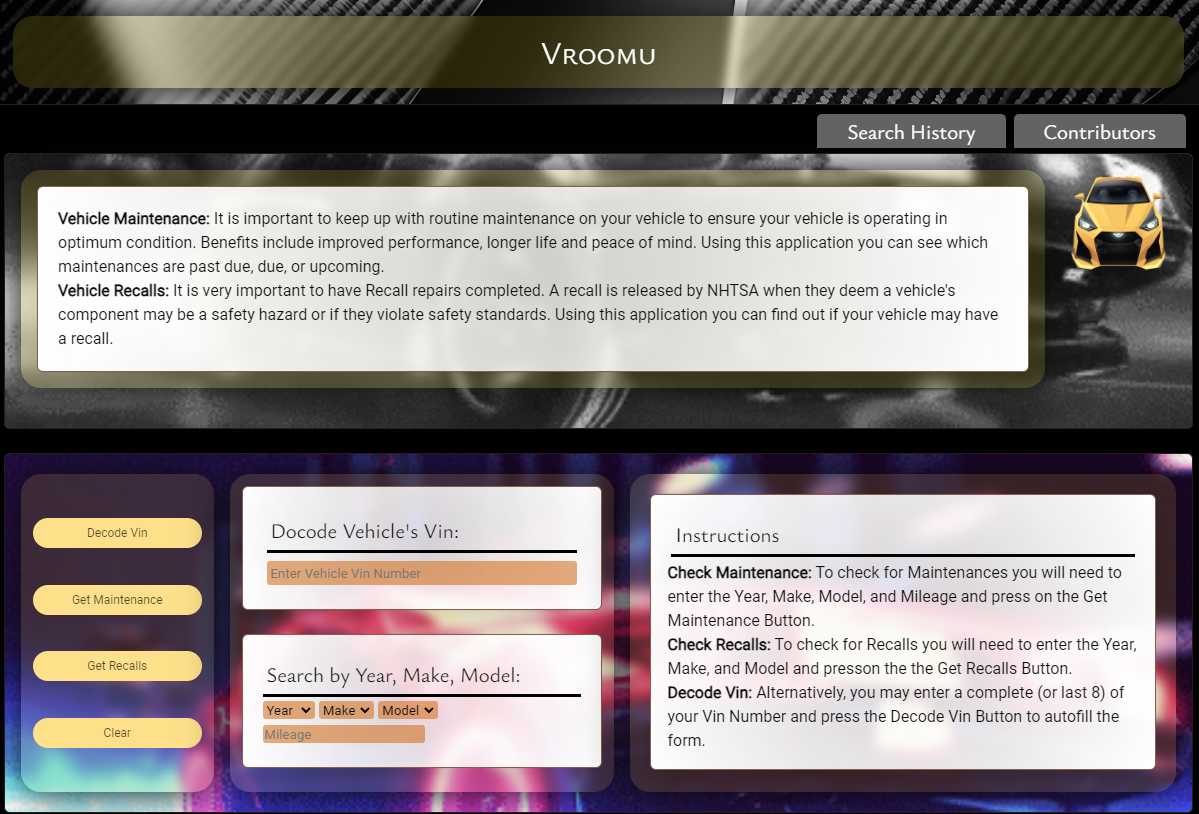 Vroomu
Search History
Contributors
Vehicle Maintenance: It is important to keep up with routine maintenance on your vehicle to ensure your vehicle is operating in
optimum condition. Benefits include improved performance, longer life and peace of mind. Using this application you can see which
maintenances are past due, due, or upcoming.
Vehicle Recalls: It is very important to have Recall repairs completed. A recall is released by NHTSA when they deem a vehicle's
component may be a safety hazard or if they violate safety standards. Using this application you can find out if your vehicle may have
a recall.
Decode Vin
Get Maintenance
Get Recalls
Clear
Docode Vehicle's Vin:
Enter Vehicle Vin Number
Search by Year, Make, Model:
Year Make Model
Mileage
Instructions
Check Maintenance: To check for Maintenances you will need to
enter the Year, Make, Model, and Mileage and press on the Get
Maintenance Button.
Check Recalls: To check for Recalls you will need to enter the Year,
Make, and Model and presson the the Get Recalls Button.
Decode Vin: Alternatively, you may enter a complete (or last 8) of
your Vin Number and press the Decode Vin Button to autofill the
form.